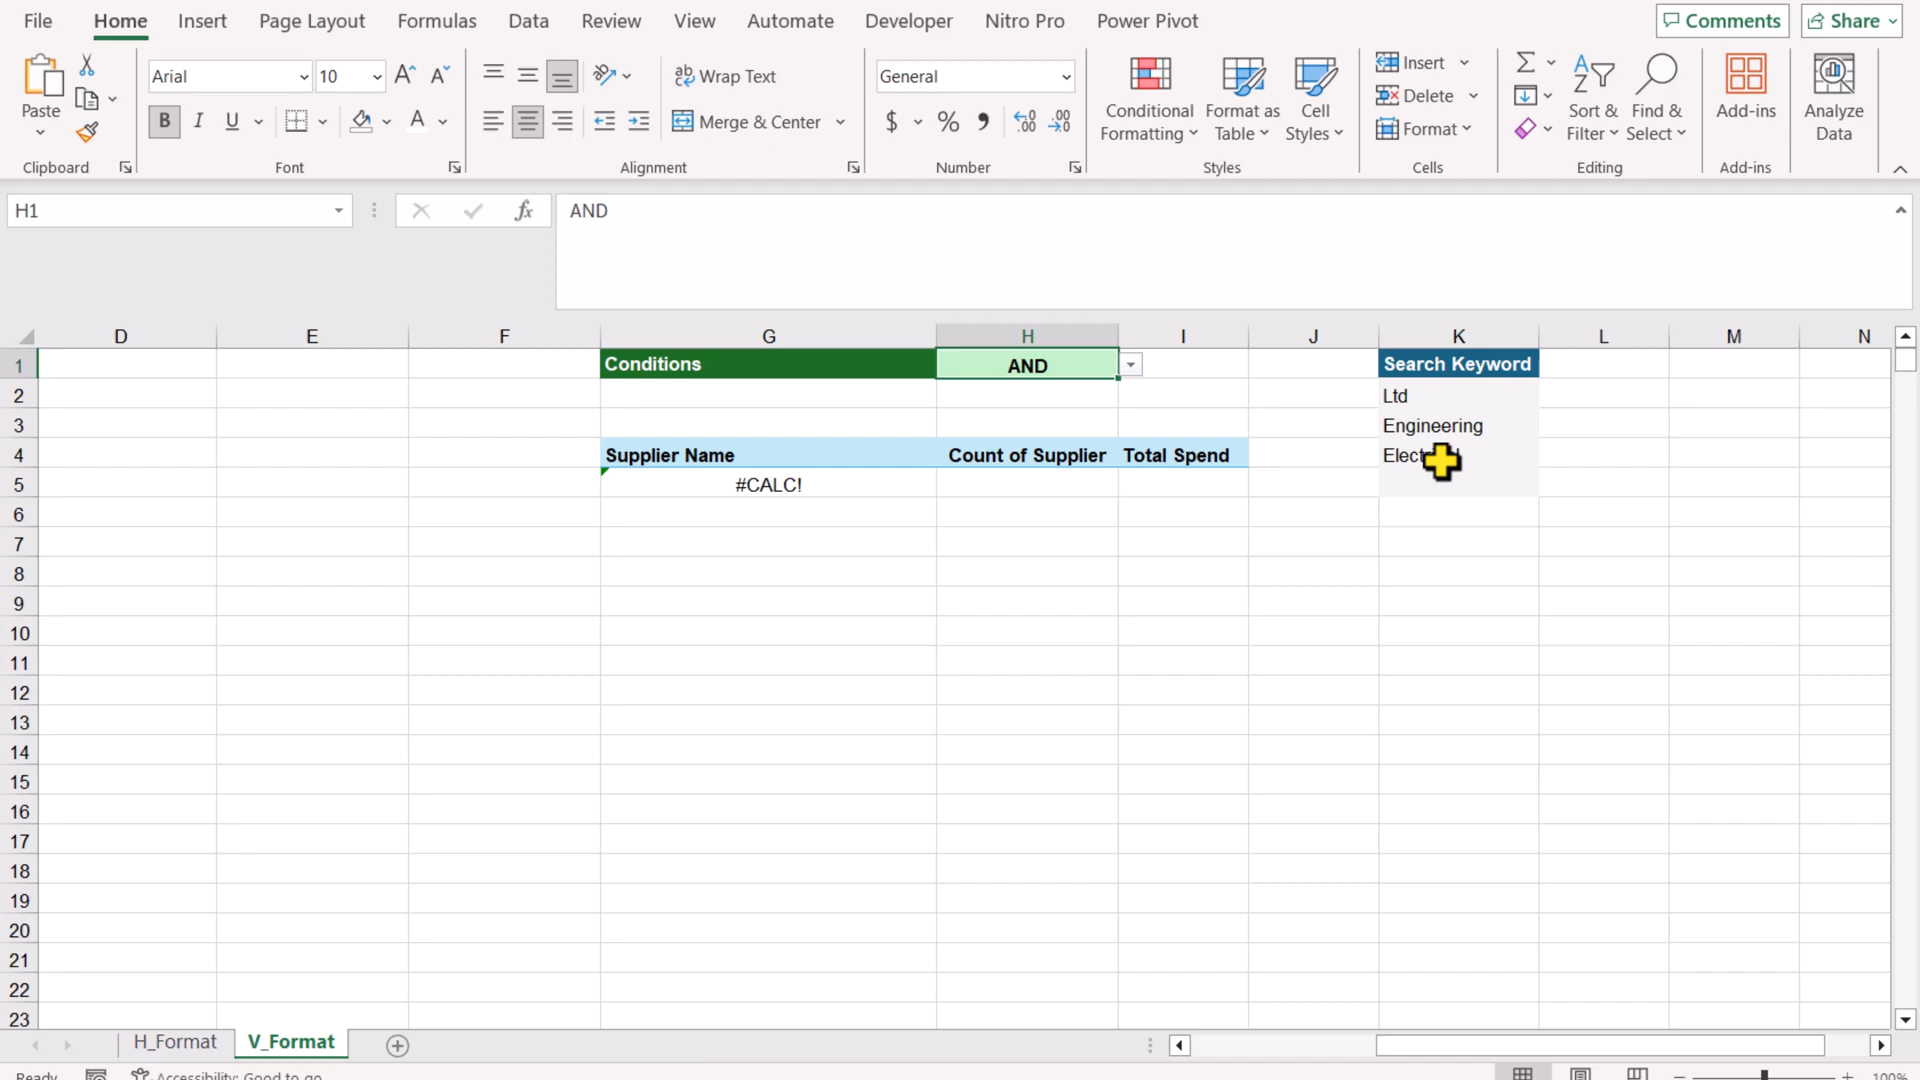 File Home Insert Page Layout Formulas Data Review View Automate Developer Nitro Pro Power Pivot Comments Share
Paste
Clipboard
Arial 10
B I U A
Font
Wrap Text
Merge & Center
Alignment
General
$ % 9
Number
Conditional Formatting
Format as Table
Cell Styles
Styles
Insert
Delete
Format
Cells
Sort & Filter
Find & Select
Editing
Add-ins
Add-ins
Analyze Data
H1 fx AND
D E F G H I J K L M N
1 Conditions AND Search Keyword
2 Ltd
3 Engineering
4 Supplier Name Count of Supplier Total Spend
5 #CALC!
6
7
8
9
10
11
12
13
14
15
16
17
18
19
20
21
22
23
H_Format V_Format
Ready Accessibility: Good to go 100%